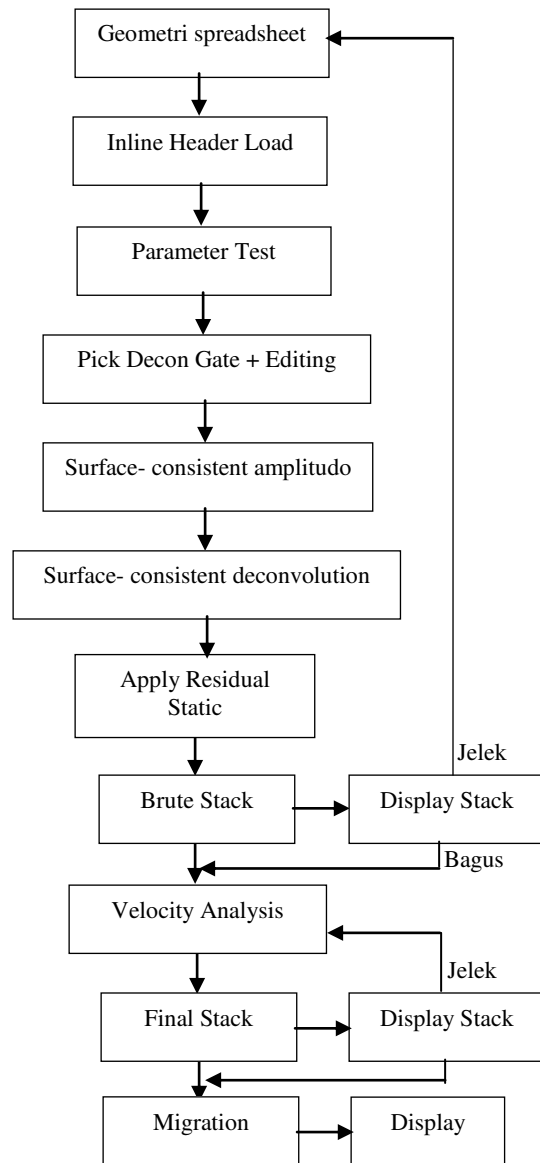 Geometri spreadsheet
Inline Header Load
Parameter Test
Pick Decon Gate + Editing
Surface- consistent amplitudo
Surface- consistent deconvolution
Apply Residual
Static
Jelek
Brute Stack
Display Stack
Bagus
Velocity Analysis
Jelek
Final Stack
Display Stack
Migration
Display